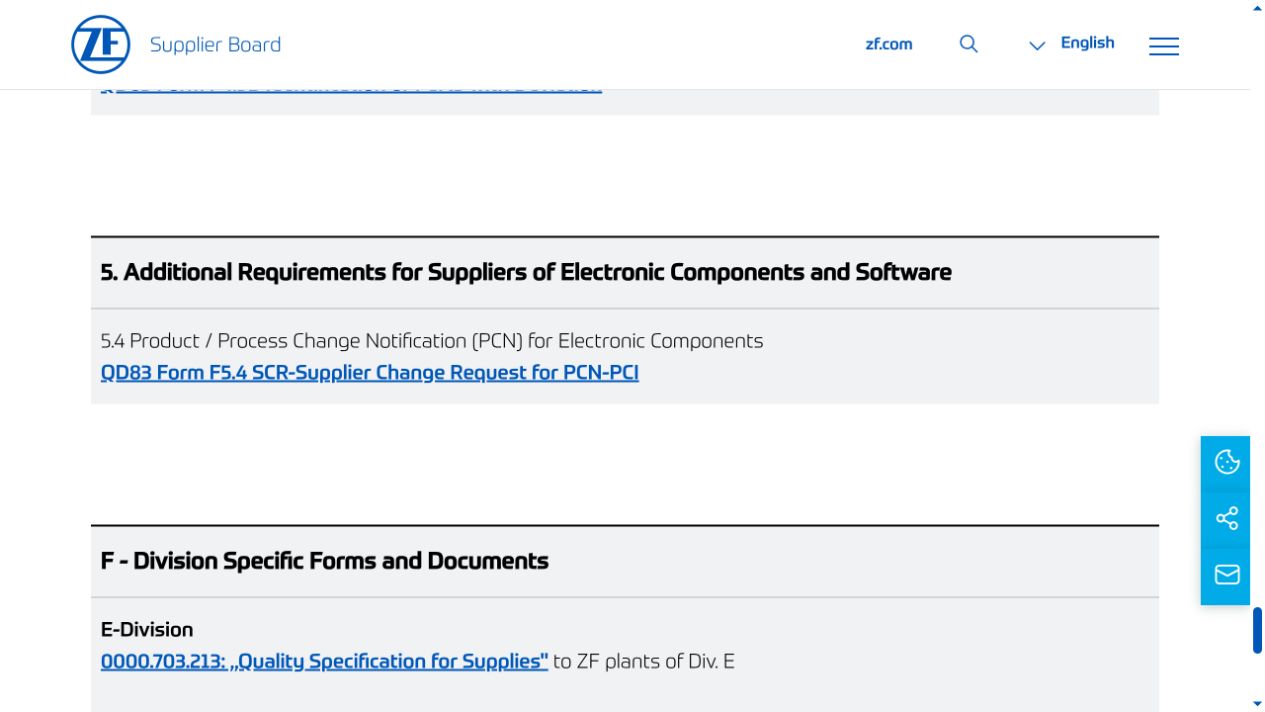 ZF
Supplier Board
zf.com
English
5. Additional Requirements for Suppliers of Electronic Components and Software
5.4 Product / Process Change Notification (PCN) for Electronic Components
QD83 Form F5.4 SCR-Supplier Change Request for PCN-PCI
F - Division Specific Forms and Documents
E-Division
0000.703.213: ,,Quality Specification for Supplies" to ZF plants of Div. E